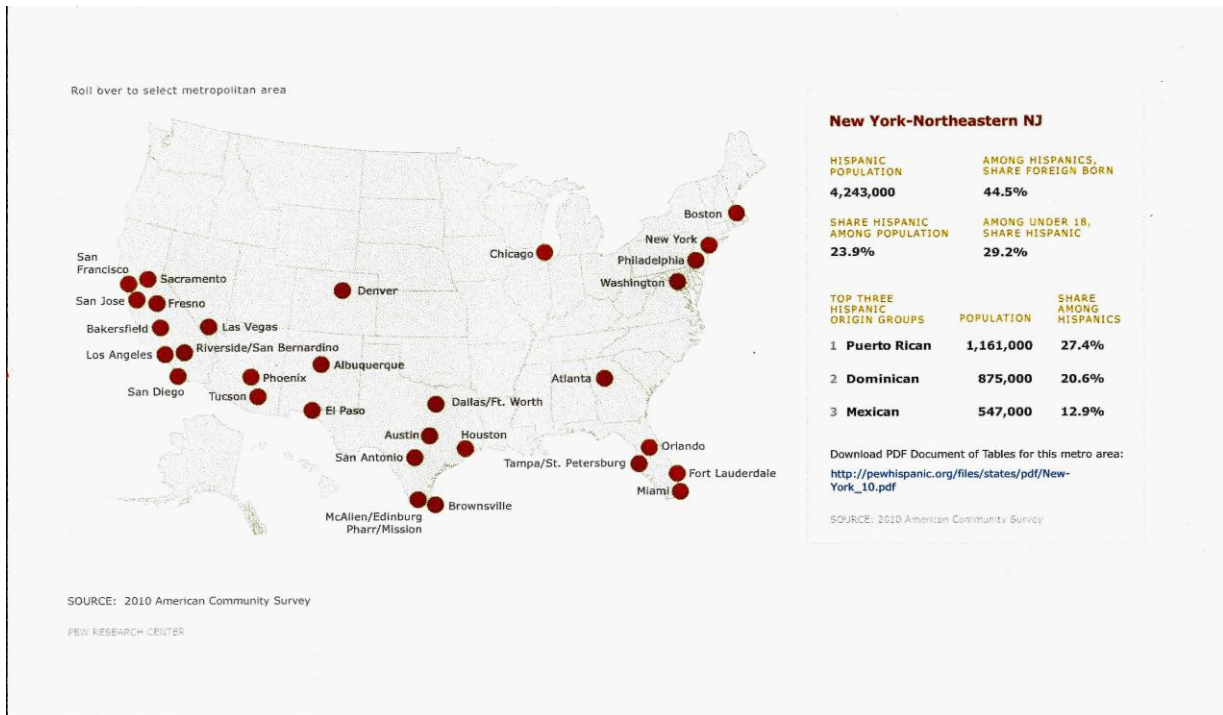 Roll over to select metropolitan area
Boston
New York
Chicago
Philadelphia
Washington
San
Francisco
Sacramento
Denver
San Jose
Fresno
Bakersfield
Las Vegas
Riverside/San Bernardino
Los Angeles
Albuquerque
San Diego
Phoenix
Atlanta
Tucson
El Paso
Dallas/Ft. Worth
Austin
Houston
Orlando
San Antonio
Tampa/St. Petersburg
Fort Lauderdale
Miami
Brownsville
McAllen/Edinburg
Pharr/Mission
SOURCE: 2010 American Community Survey
PEW RESEARCH CENTER
New York-Northeastern NJ
HISPANIC
POPULATION
4,243,000
AMONG HISPANICS,
SHARE FOREIGN BORN
44.5%
SHARE HISPANIC
AMONG POPULATION
23.9%
AMONG UNDER 18,
SHARE HISPANIC
29.2%
TOP THREE
HISPANIC
ORIGIN GROUPS
POPULATION
SHARE
AMONG
HISPANICS
1 Puerto Rican 1,161,000 27.4%
2 Dominican 875,000 20.6%
3 Mexican 547,000 12.9%
Download PDF Document of Tables for this metro area:
http://pewhispanic.org/files/states/pdf/New-
York_10.pdf
SOURCE: 2010 American Community Survey